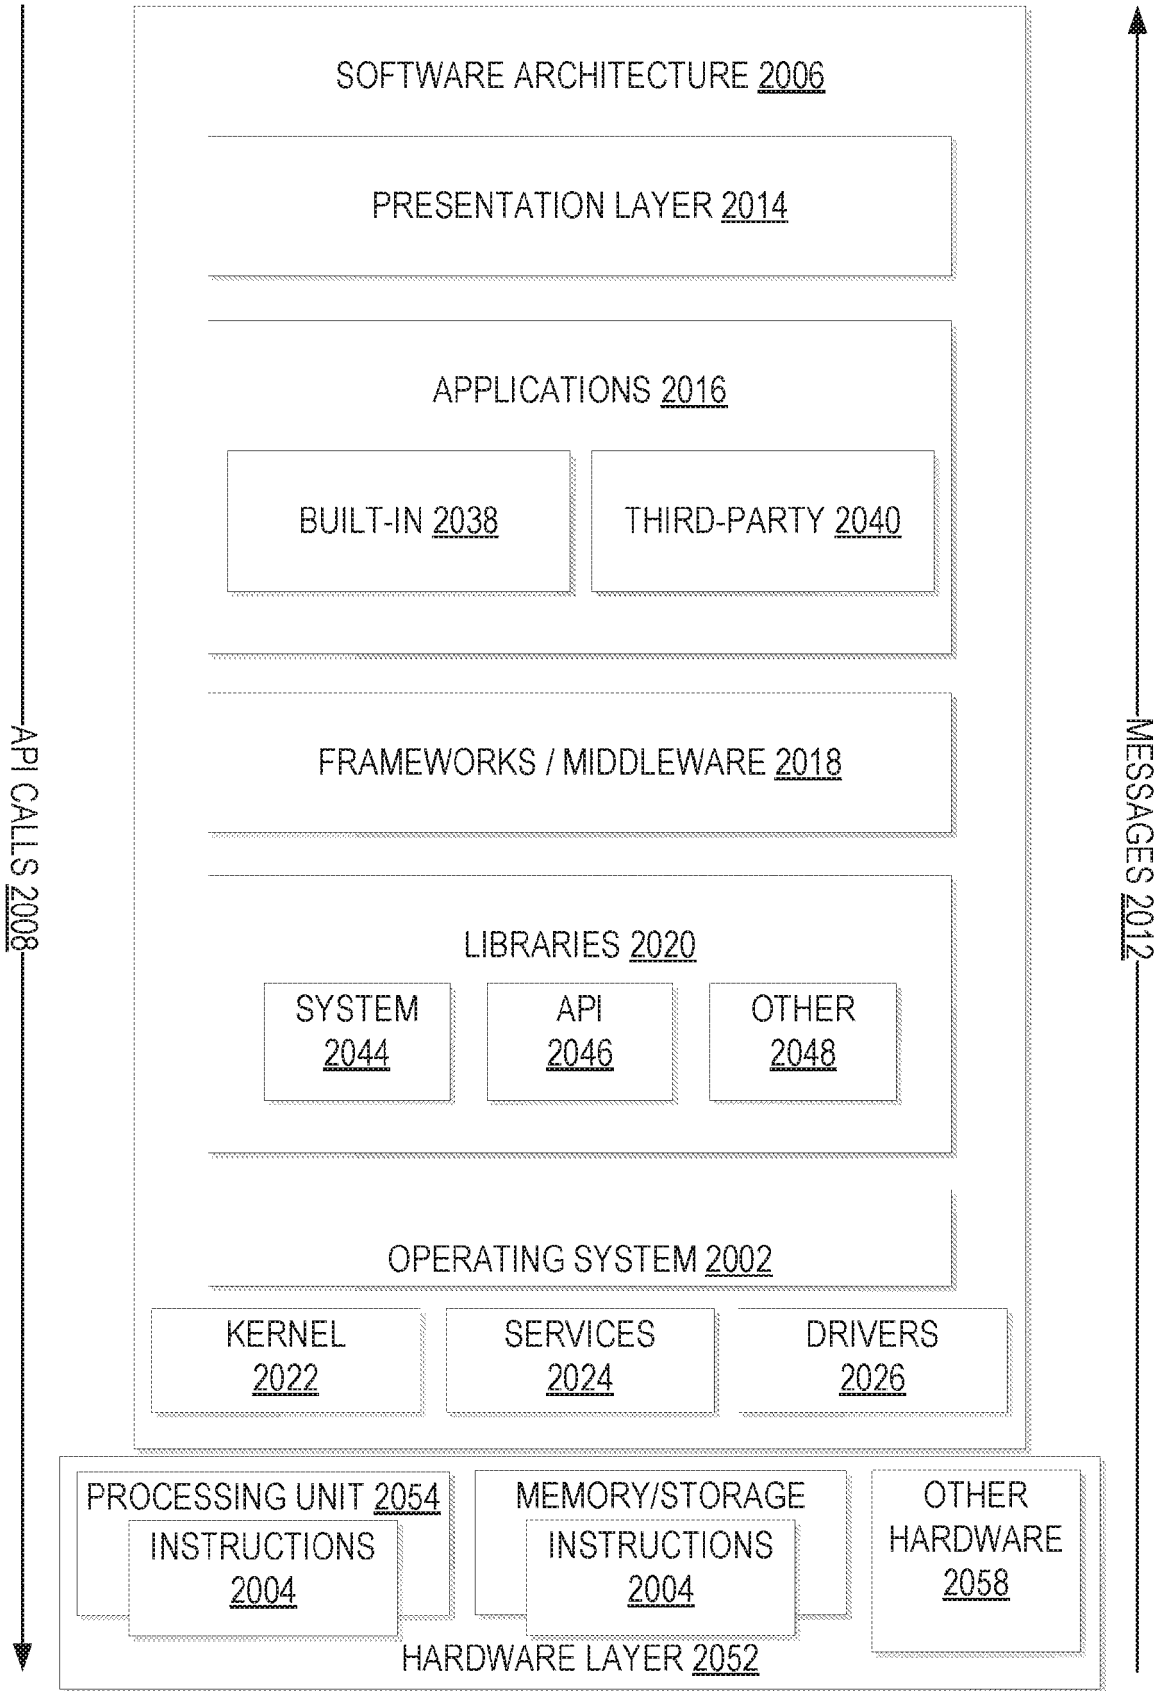 SOFTWARE ARCHITECTURE 2006
PRESENTATION LAYER 2014
APPLICATIONS 2016
BUILT-IN 2038
THIRD-PARTY 2040
FRAMEWORKS / MIDDLEWARE 2018
LIBRARIES 2020
SYSTEM
2044
API
2046
OTHER
2048
OPERATING SYSTEM 2002
KERNEL
2022
SERVICES
2024
DRIVERS
2026
PROCESSING UNIT 2054
INSTRUCTIONS
2004
MEMORY/STORAGE
INSTRUCTIONS
2004
OTHER
HARDWARE
2058
HARDWARE LAYER 2052
API CALLS 2008
MESSAGES 2012